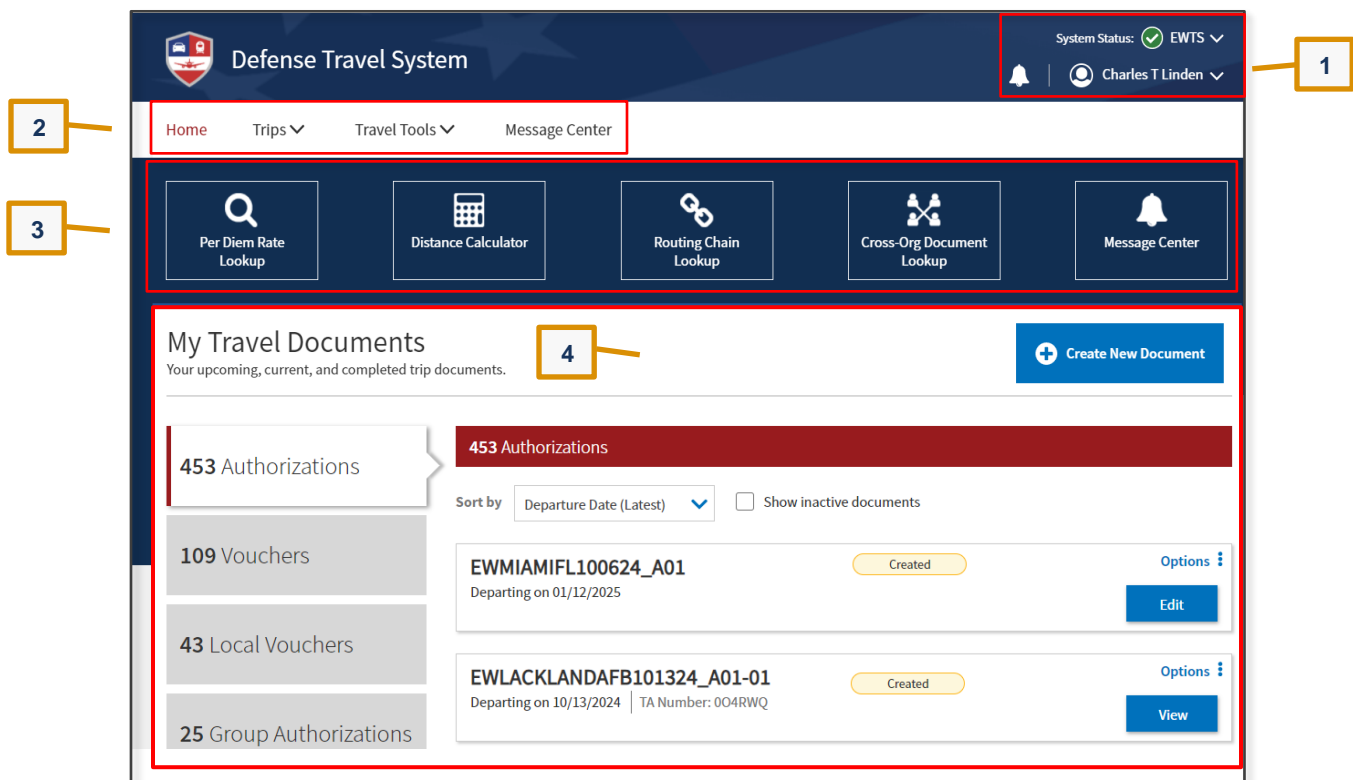 Defense Travel System
System Status: EWTS
Charles T Linden
1
2
Home Trips Travel Tools Message Center
3
Per Diem Rate
Lookup
Distance Calculator
Routing Chain
Lookup
Cross-Org Document
Lookup
Message Center
My Travel Documents
Your upcoming, current, and completed trip documents.
4
Create New Document
453 Authorizations
109 Vouchers
43 Local Vouchers
25 Group Authorizations
453 Authorizations
Sort by Departure Date (Latest) Show inactive documents
EWMIAMIFL100624_A01 Created Options
Departing on 01/12/2025
Edit
EWLACKLANDAFB101324_A01-01 Created Options
Departing on 10/13/2024 TA Number: 0O4RWQ
View